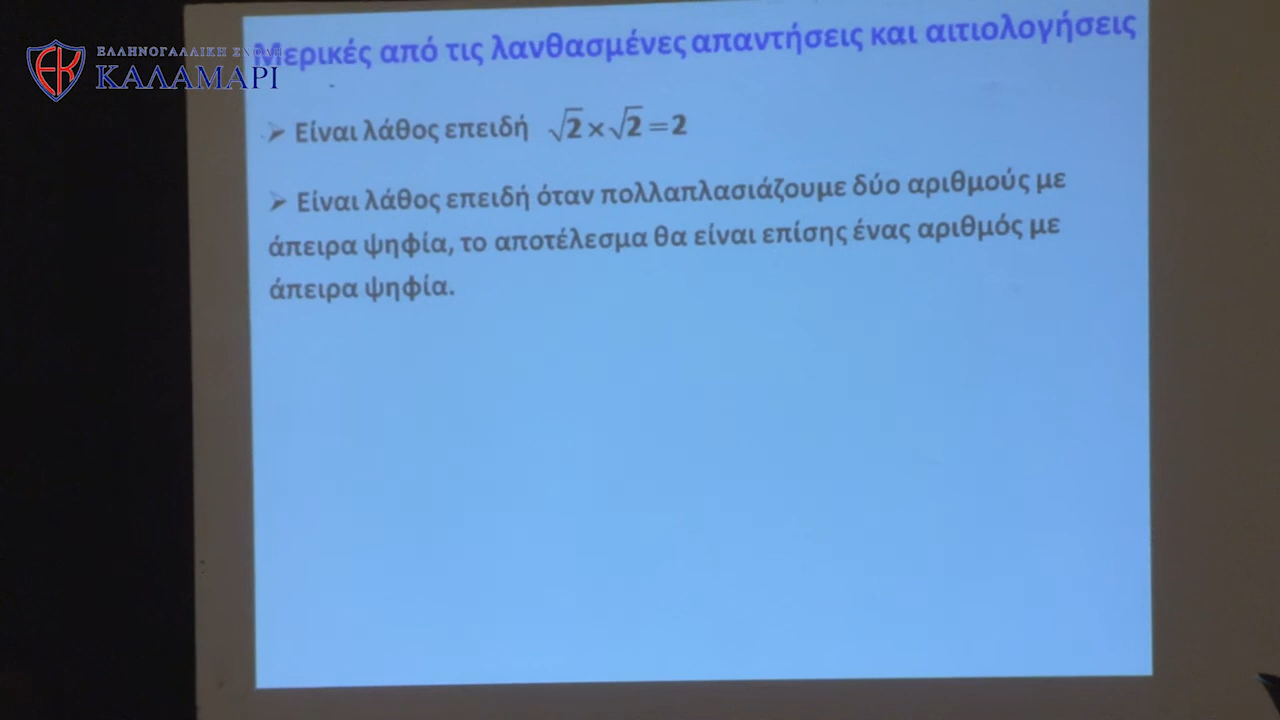 ΕΛΛΗΝΟΓΑΛΛΙΚΗ ΣΧΟΛΗ
ΚΑΛΑΜΑΡΙ
Μερικές από τις λανθασμένες απαντήσεις και αιτιολογήσεις
➢ Είναι λάθος επειδή √2 × √2 = 2
➢ Είναι λάθος επειδή όταν πολλαπλασιάζουμε δύο αριθμούς με
άπειρα ψηφία, το αποτέλεσμα θα είναι επίσης ένας αριθμός με
άπειρα ψηφία.